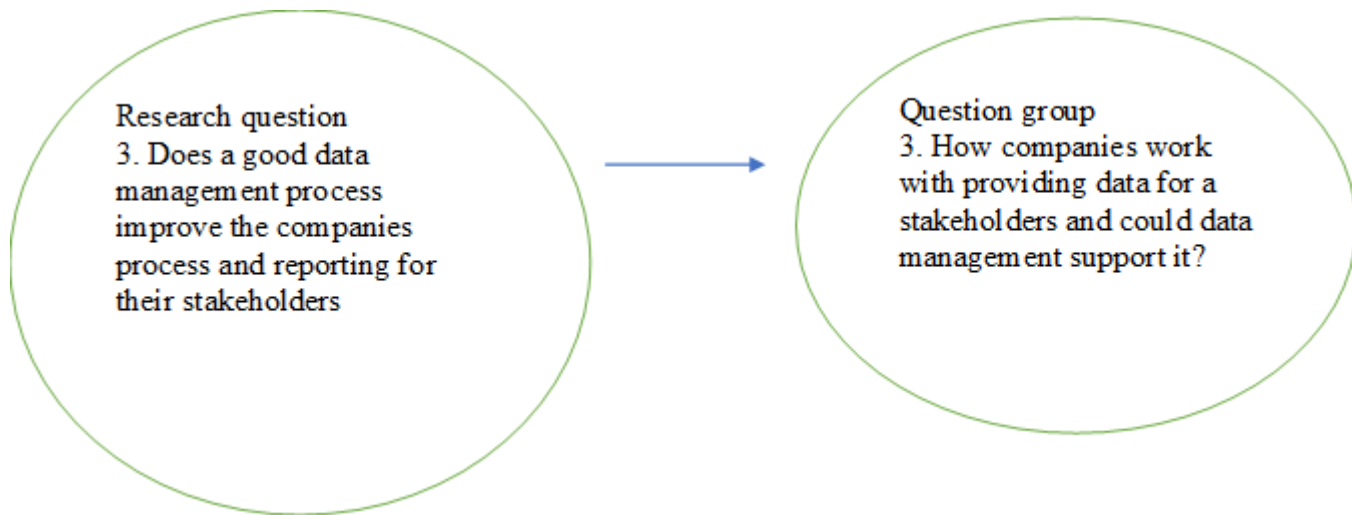 Research question
3. Does a good data
management process
improve the companies
process and reporting for
their stakeholders
Question group
3. How companies work
with providing data for a
stakeholders and could data
management support it?